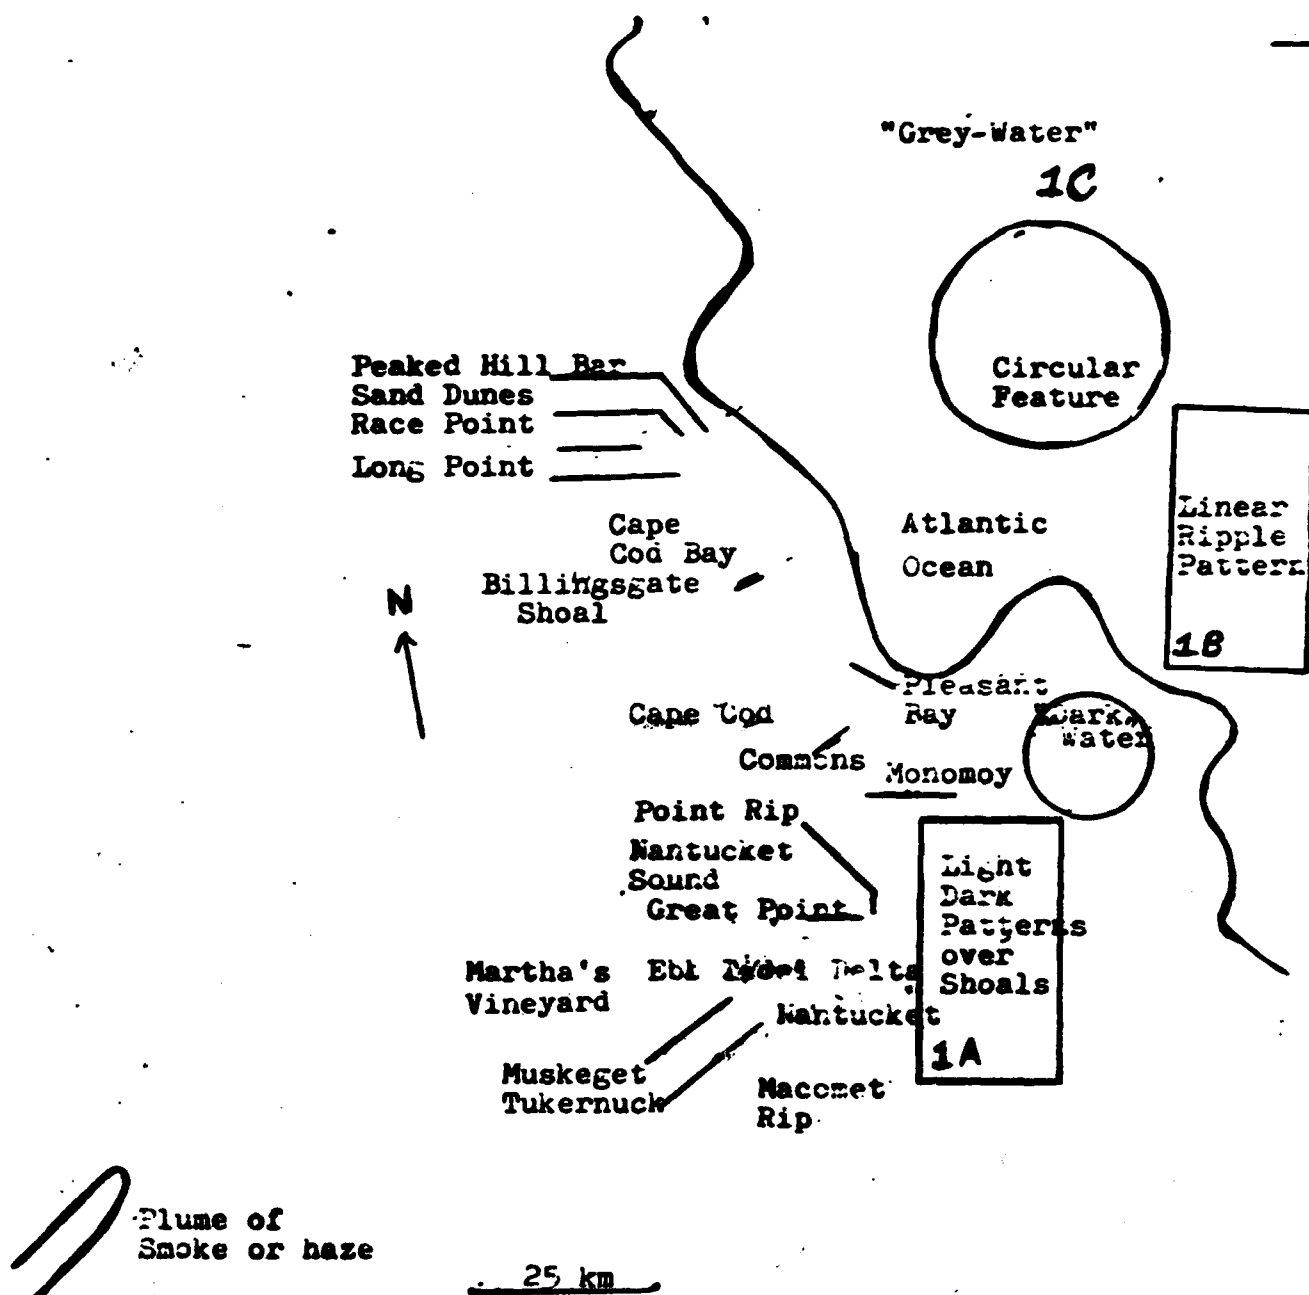 "Grey-Water"
1C
Circular
Feature
Peaked Hill Bar
Sand Dunes
Race Point
Long Point
Linear
Ripple
Pattern
1B
Atlantic
Ocean
Cape
Cod Bay
Billingsgate
Shoal
N
Pleasant
Bay
"Dark"
Water
Cape Cod
Commons
Monomoy
Point Rip
Nantucket
Sound
Great Point
Light
Dark
Patterns
over
Shoals
1A
Martha's
Vineyard
Ebb Delta
Nantucket
Muskeget
Tukernuck
Macomet
Rip
Plume of
Smoke or haze
25 km